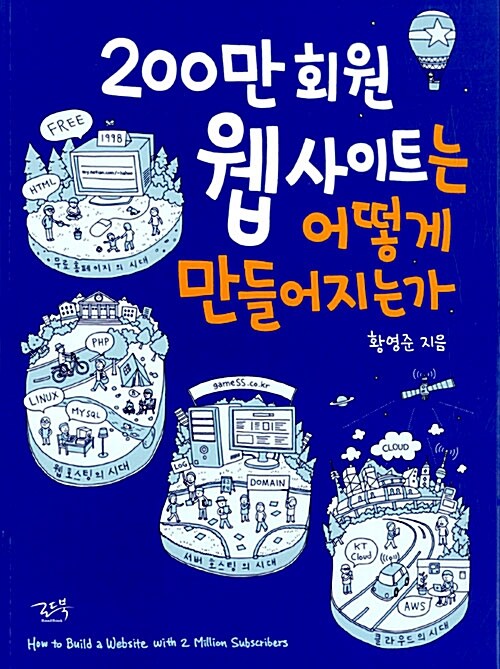 200만 회원
웹사이트는
어떻게
만들어지는가
황영준 지음
FREE
1998
HTML
무료 홈페이지의 시대
PHP
LINUX
MYSQL
웹호스팅의 시대
gameSS.co.kr
LOG
DOMAIN
서버 호스팅의 시대
CLOUD
KT
Cloud
AWS
클라우드의 시대
로드북
RoadBook
How to Build a Website with 2 Million Subscribers